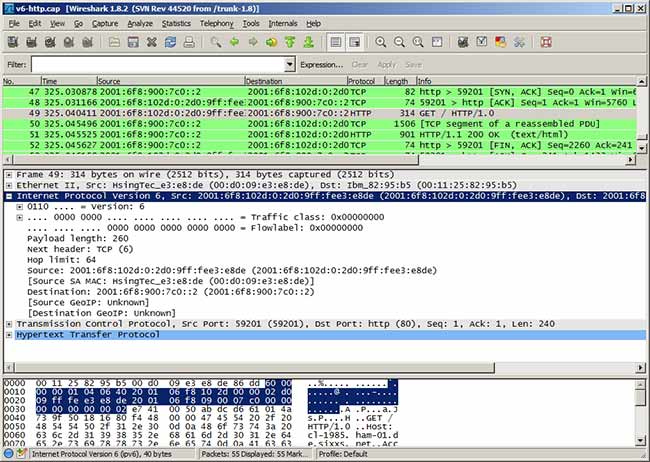 v6-http.cap [Wireshark 1.8.2 (SVN Rev 44520 from /trunk-1.8)]
File Edit View Go Capture Analyze Statistics Telephony Tools Internals Help
Filter: Expression... Clear Apply Save
No. Time Source Destination Protocol Length Info
47 325.030878 2001:6f8:900:7c0::2 2001:6f8:102d:0:2d0 TCP 82 http > 59201 [SYN, ACK] Seq=0 Ack=1 Win=
48 325.031166 2001:6f8:102d:0:2d0:9ff:fee3 2001:6f8:900:7c0::2 TCP 74 59201 > http [ACK] Seq=1 Ack=1 Win=5760 L
49 325.040411 2001:6f8:102d:0:2d0:9ff:fee3 2001:6f8:900:7c0::2 HTTP 314 GET / HTTP/1.0
50 325.045496 2001:6f8:900:7c0::2 2001:6f8:102d:0:2d0 TCP 1506 [TCP segment of a reassembled PDU]
51 325.045525 2001:6f8:900:7c0::2 2001:6f8:102d:0:2d0 HTTP 901 HTTP/1.1 200 OK (text/html)
52 325.045627 2001:6f8:900:7c0::2 2001:6f8:102d:0:2d0 TCP 74 http > 59201 [FIN, ACK] Seq=2260 Ack=241
Frame 49: 314 bytes on wire (2512 bits), 314 bytes captured (2512 bits)
Ethernet II, Src: HsingTec_e3:e8:de (00:d0:09:e3:e8:de), Dst: Ibm_82:95:b5 (00:11:25:82:95:b5)
Internet Protocol Version 6, Src: 2001:6f8:102d:0:2d0:9ff:fee3:e8de (2001:6f8:102d:0:2d0:9ff:fee3:e8de), Dst: 2001:6f8
0110 .... = Version: 6
.... 0000 0000 .... .... .... .... .... = Traffic class: 0x00000000
.... .... .... 0000 0000 0000 0000 0000 = Flowlabel: 0x00000000
Payload length: 260
Next header: TCP (6)
Hop limit: 64
Source: 2001:6f8:102d:0:2d0:9ff:fee3:e8de (2001:6f8:102d:0:2d0:9ff:fee3:e8de)
[Source SA MAC: HsingTec_e3:e8:de (00:d0:09:e3:e8:de)]
Destination: 2001:6f8:900:7c0::2 (2001:6f8:900:7c0::2)
[Source GeoIP: Unknown]
[Destination GeoIP: Unknown]
Transmission Control Protocol, Src Port: 59201 (59201), Dst Port: http (80), Seq: 1, Ack: 1, Len: 240
Hypertext Transfer Protocol
0000 00 11 25 82 95 b5 00 d0 09 e3 e8 de 86 dd 60 00 ..%..... ......`.
0010 00 00 01 04 06 40 20 01 06 f8 10 2d 00 00 02 d0 .....@ . ...-....
0020 09 ff fe e3 e8 de 20 01 06 f8 09 00 07 c0 00 00 ...... . ........
0030 00 00 00 00 00 02 e7 41 00 50 ab dc d6 61 01 4a .......A .P...a.J
0040 73 9f 50 18 16 80 f4 48 00 00 47 45 54 20 2f 20 s.P....H ..GET /
0050 48 54 54 50 2f 31 2e 30 0d 0a 48 6f 73 74 3a 20 HTTP/1.0 ..Host:
0060 63 6c 2d 31 39 38 35 2e 68 61 6d 2d 30 31 2e 64 cl-1985. ham-01.d
Internet Protocol Version 6 (ipv6), 40 bytes Packets: 55 Displayed: 55 Mark... Profile: Default